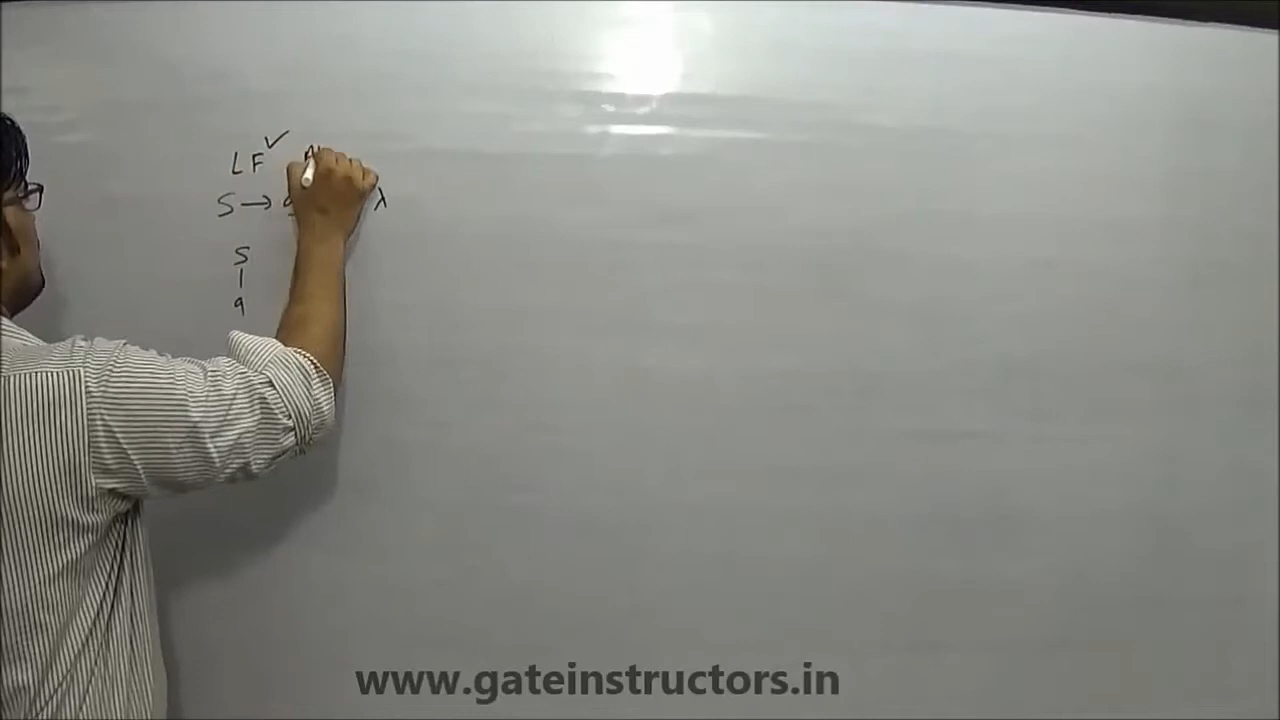 LF ✓
S → λ
S
|
a
www.gateinstructors.in